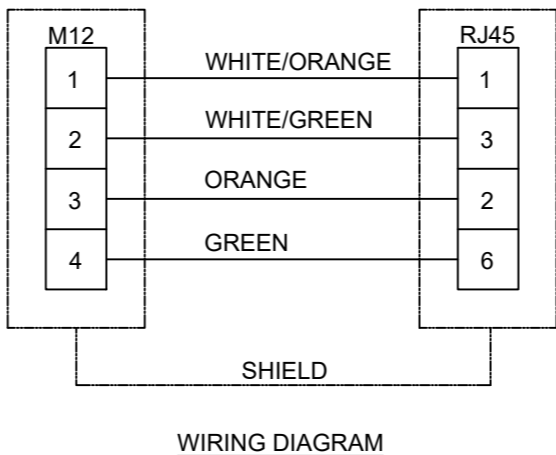 M12 RJ45
1 WHITE/ORANGE 1
2 WHITE/GREEN 3
3 ORANGE 2
4 GREEN 6
SHIELD
WIRING DIAGRAM